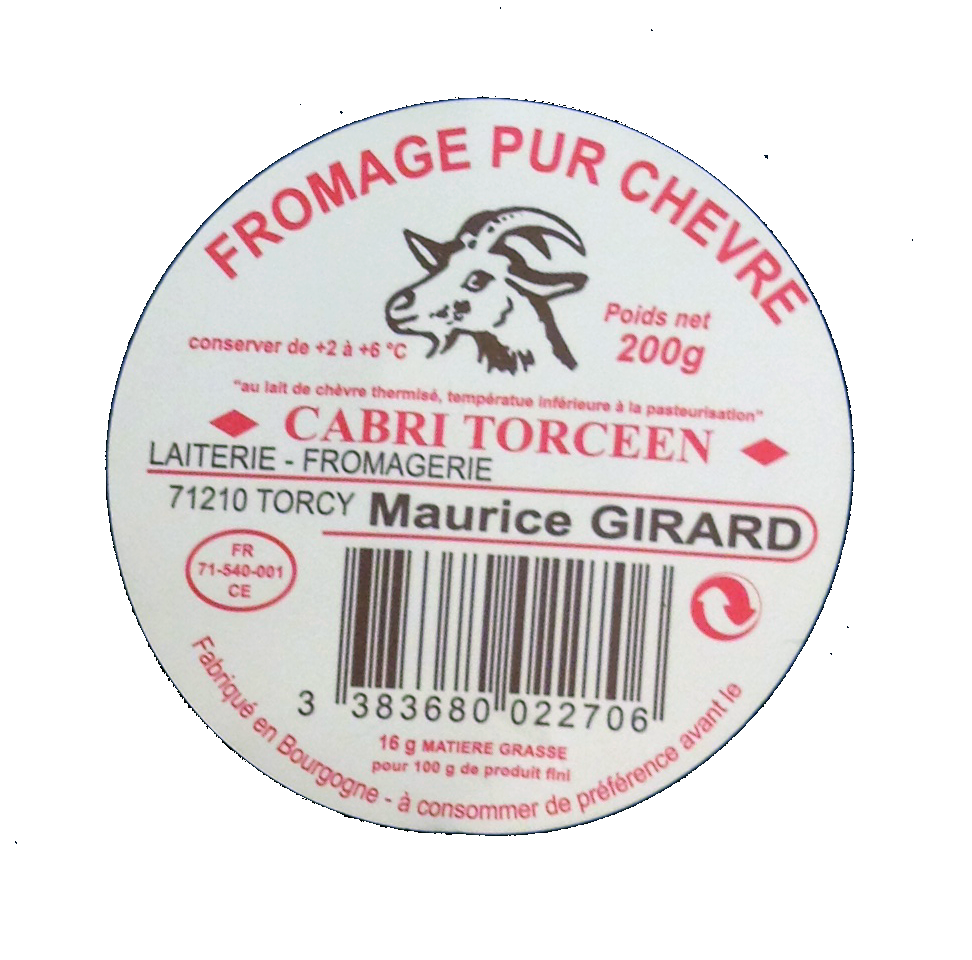 FROMAGE PUR CHEVRE
Poids net
200g
conserver de +2 à +6 °C
"au lait de chèvre thermisé, températue inférieure à la pasteurisation"
CABRI TORCEEN
LAITERIE - FROMAGERIE
71210 TORCY Maurice GIRARD
FR
71-540-001
CE
3 383680 022706
16 g MATIERE GRASSE
pour 100 g de produit fini
Fabriqué en Bourgogne - à consommer de préférence avant le